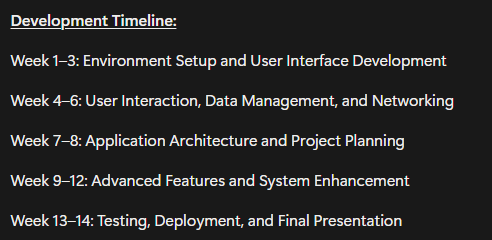 Development Timeline:
Week 1–3: Environment Setup and User Interface Development
Week 4–6: User Interaction, Data Management, and Networking
Week 7–8: Application Architecture and Project Planning
Week 9–12: Advanced Features and System Enhancement
Week 13–14: Testing, Deployment, and Final Presentation